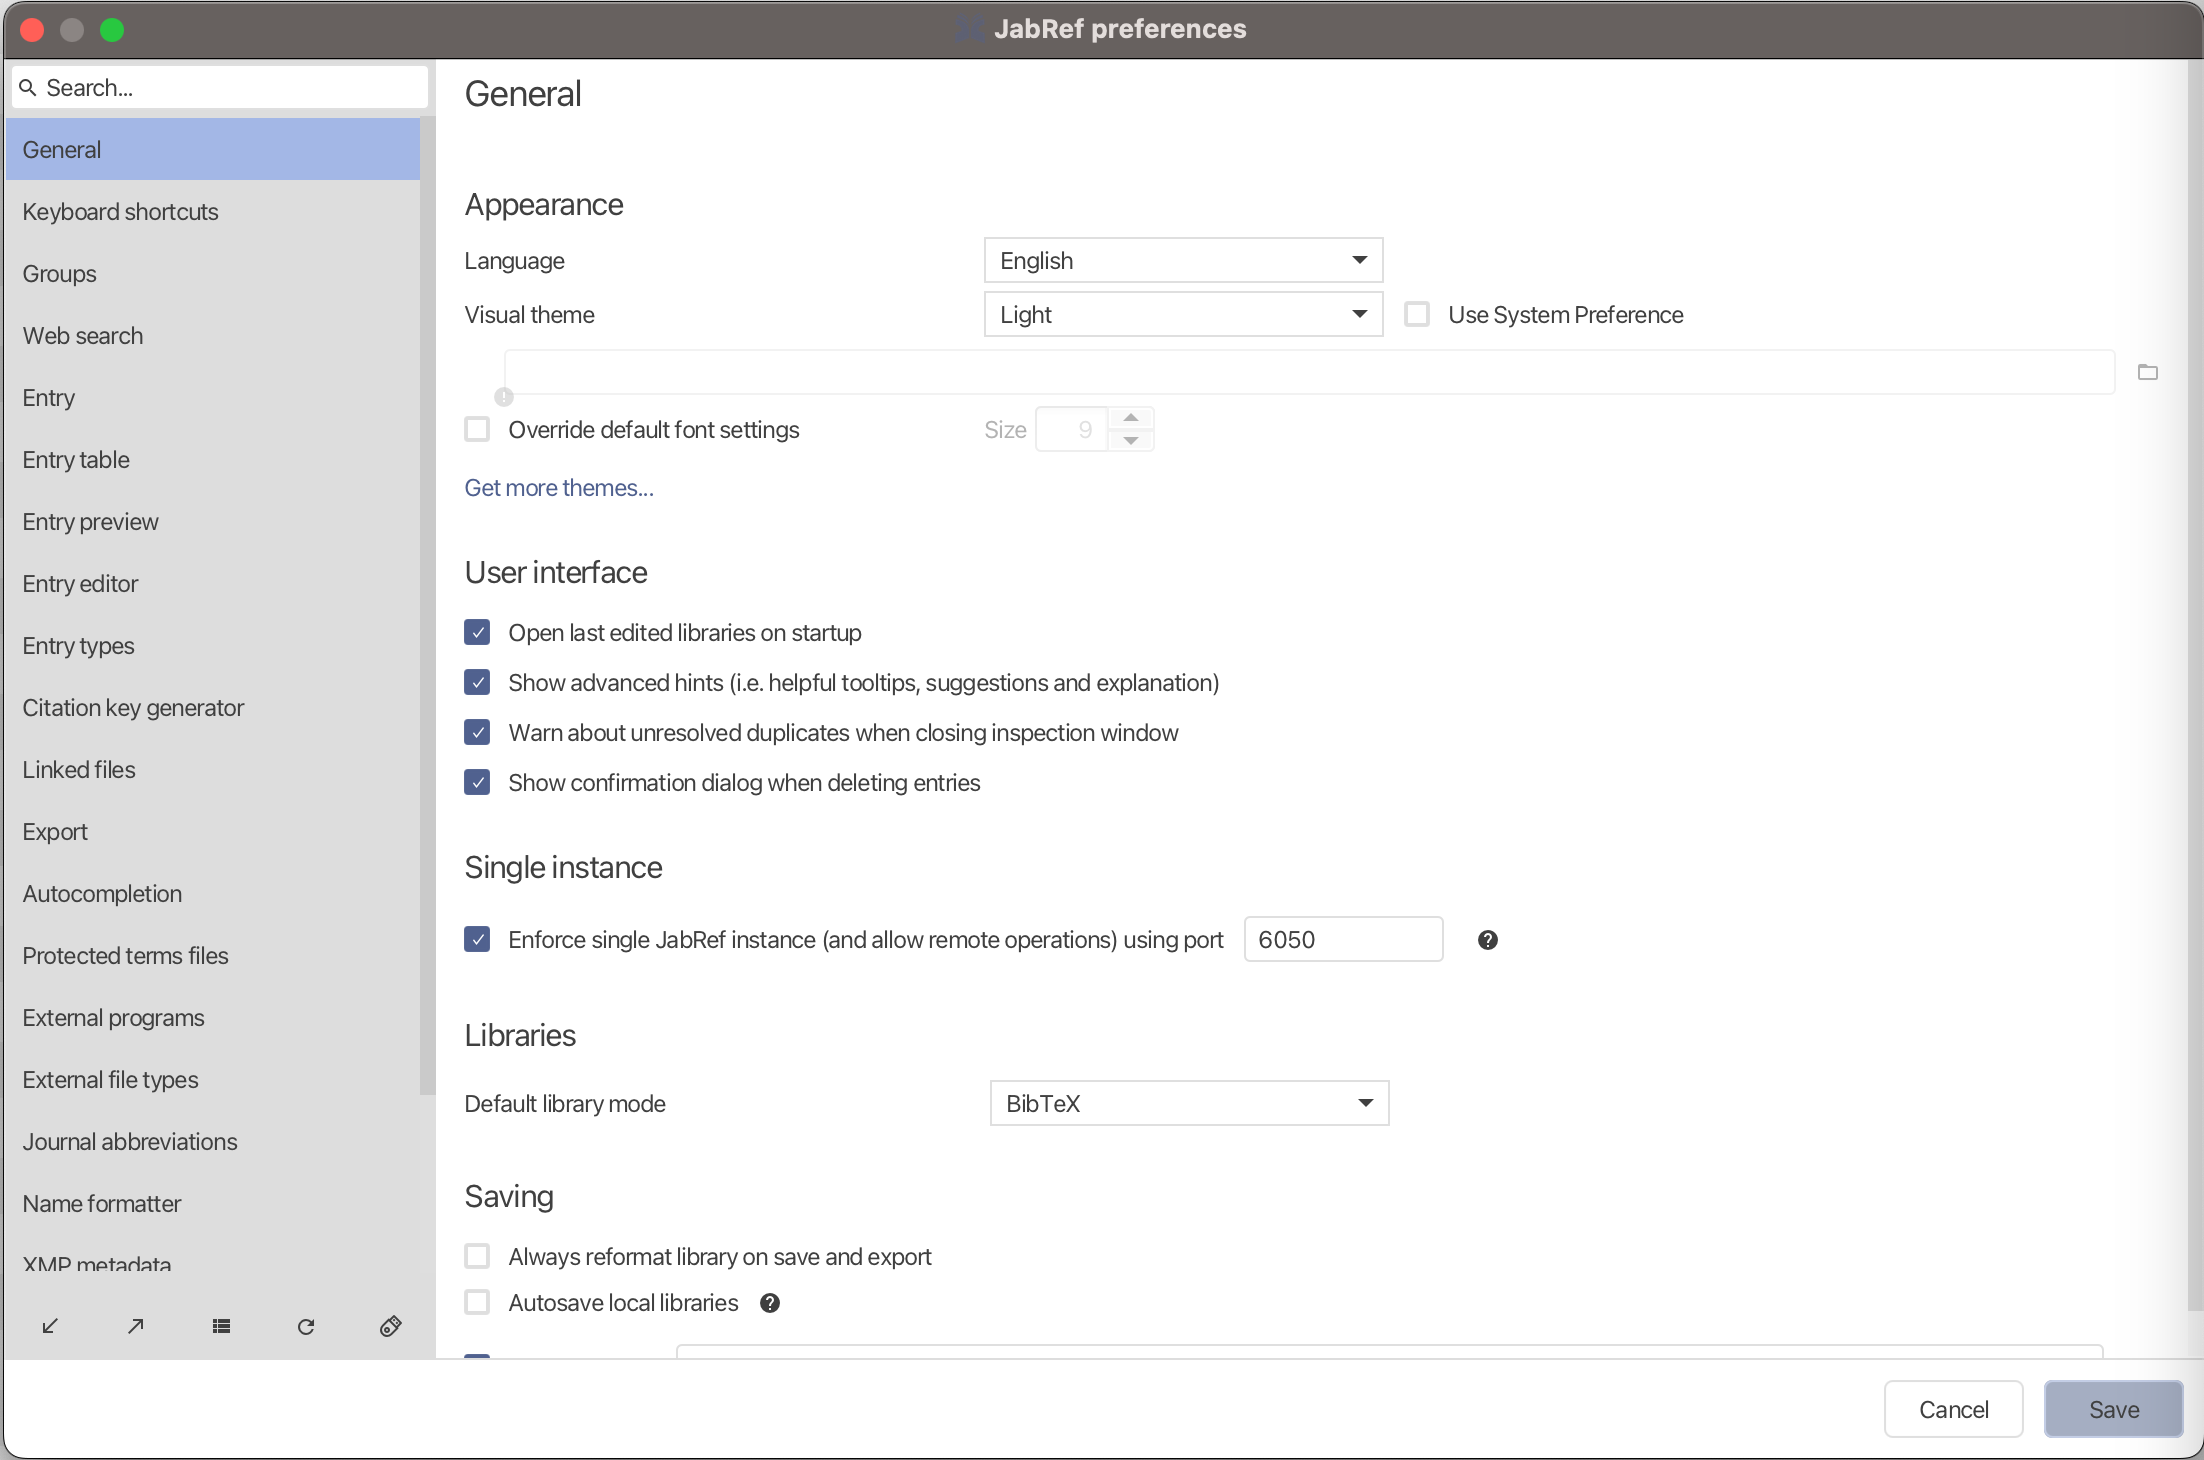 JabRef preferences
Search...
General
Keyboard shortcuts
Groups
Web search
Entry
Entry table
Entry preview
Entry editor
Entry types
Citation key generator
Linked files
Export
Autocompletion
Protected terms files
External programs
External file types
Journal abbreviations
Name formatter
XMP metadata
General
Appearance
Language English
Visual theme Light Use System Preference
Override default font settings Size 9
Get more themes...
User interface
Open last edited libraries on startup
Show advanced hints (i.e. helpful tooltips, suggestions and explanation)
Warn about unresolved duplicates when closing inspection window
Show confirmation dialog when deleting entries
Single instance
Enforce single JabRef instance (and allow remote operations) using port 6050
Libraries
Default library mode BibTeX
Saving
Always reformat library on save and export
Autosave local libraries
Cancel Save